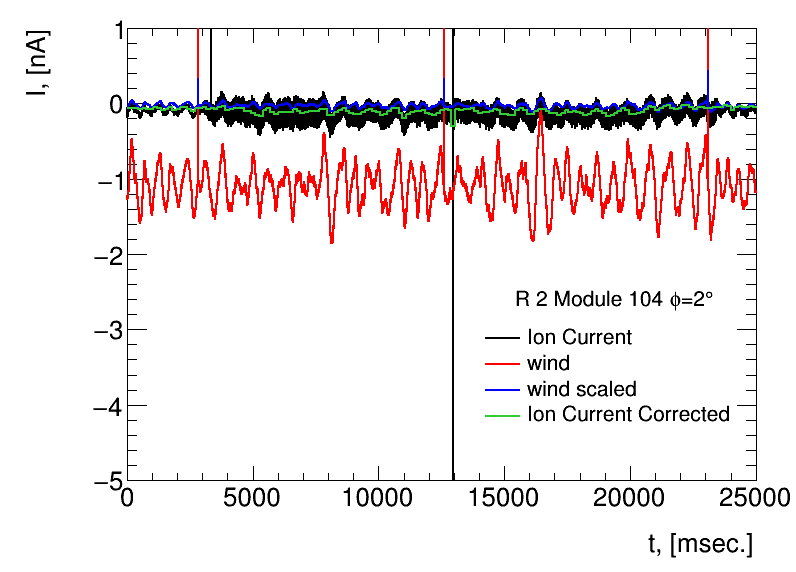 I, [nA]
1
0
−1
−2
−3
−4
−5
R 2 Module 104 ϕ=2°
Ion Current
wind
wind scaled
Ion Current Corrected
0 5000 10000 15000 20000 25000
t, [msec.]